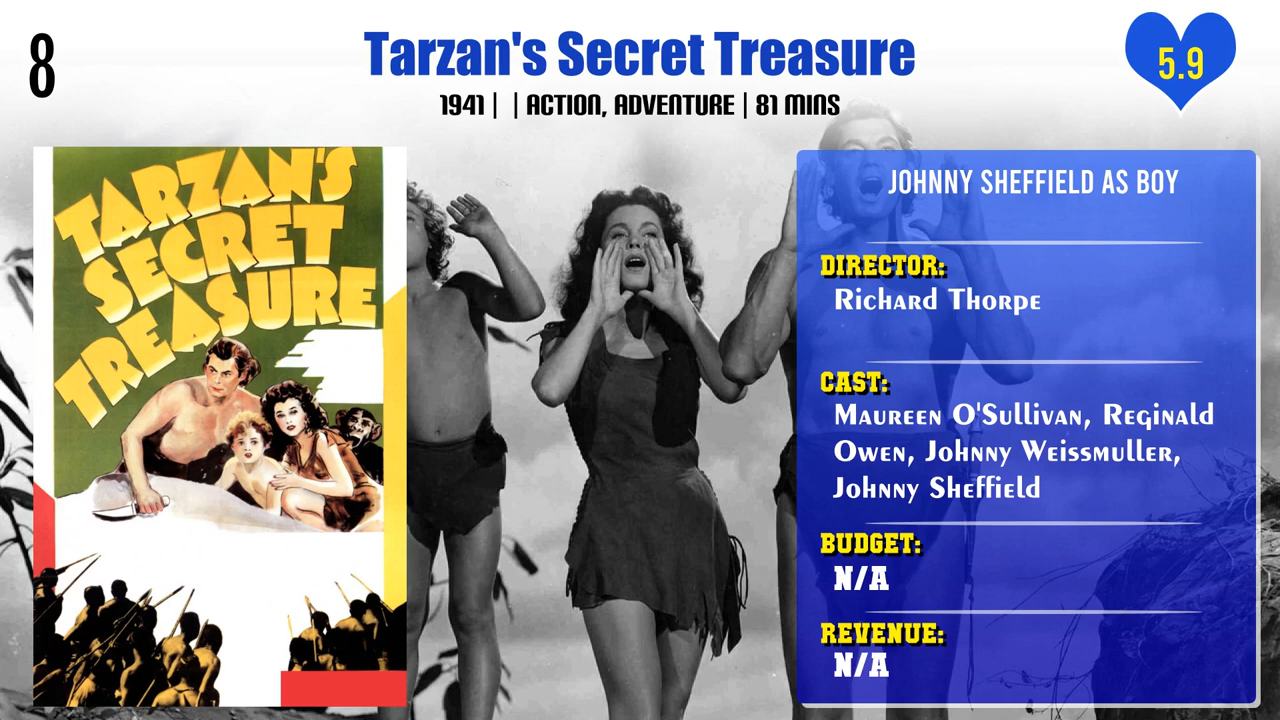 8
Tarzan's Secret Treasure
1941 | | ACTION, ADVENTURE | 81 MINS
5.9
TARZAN'S
SECRET
TREASURE
JOHNNY SHEFFIELD AS BOY
DIRECTOR:
Richard Thorpe
CAST:
Maureen O'Sullivan, Reginald
Owen, Johnny Weissmuller,
Johnny Sheffield
BUDGET:
N/A
REVENUE:
N/A